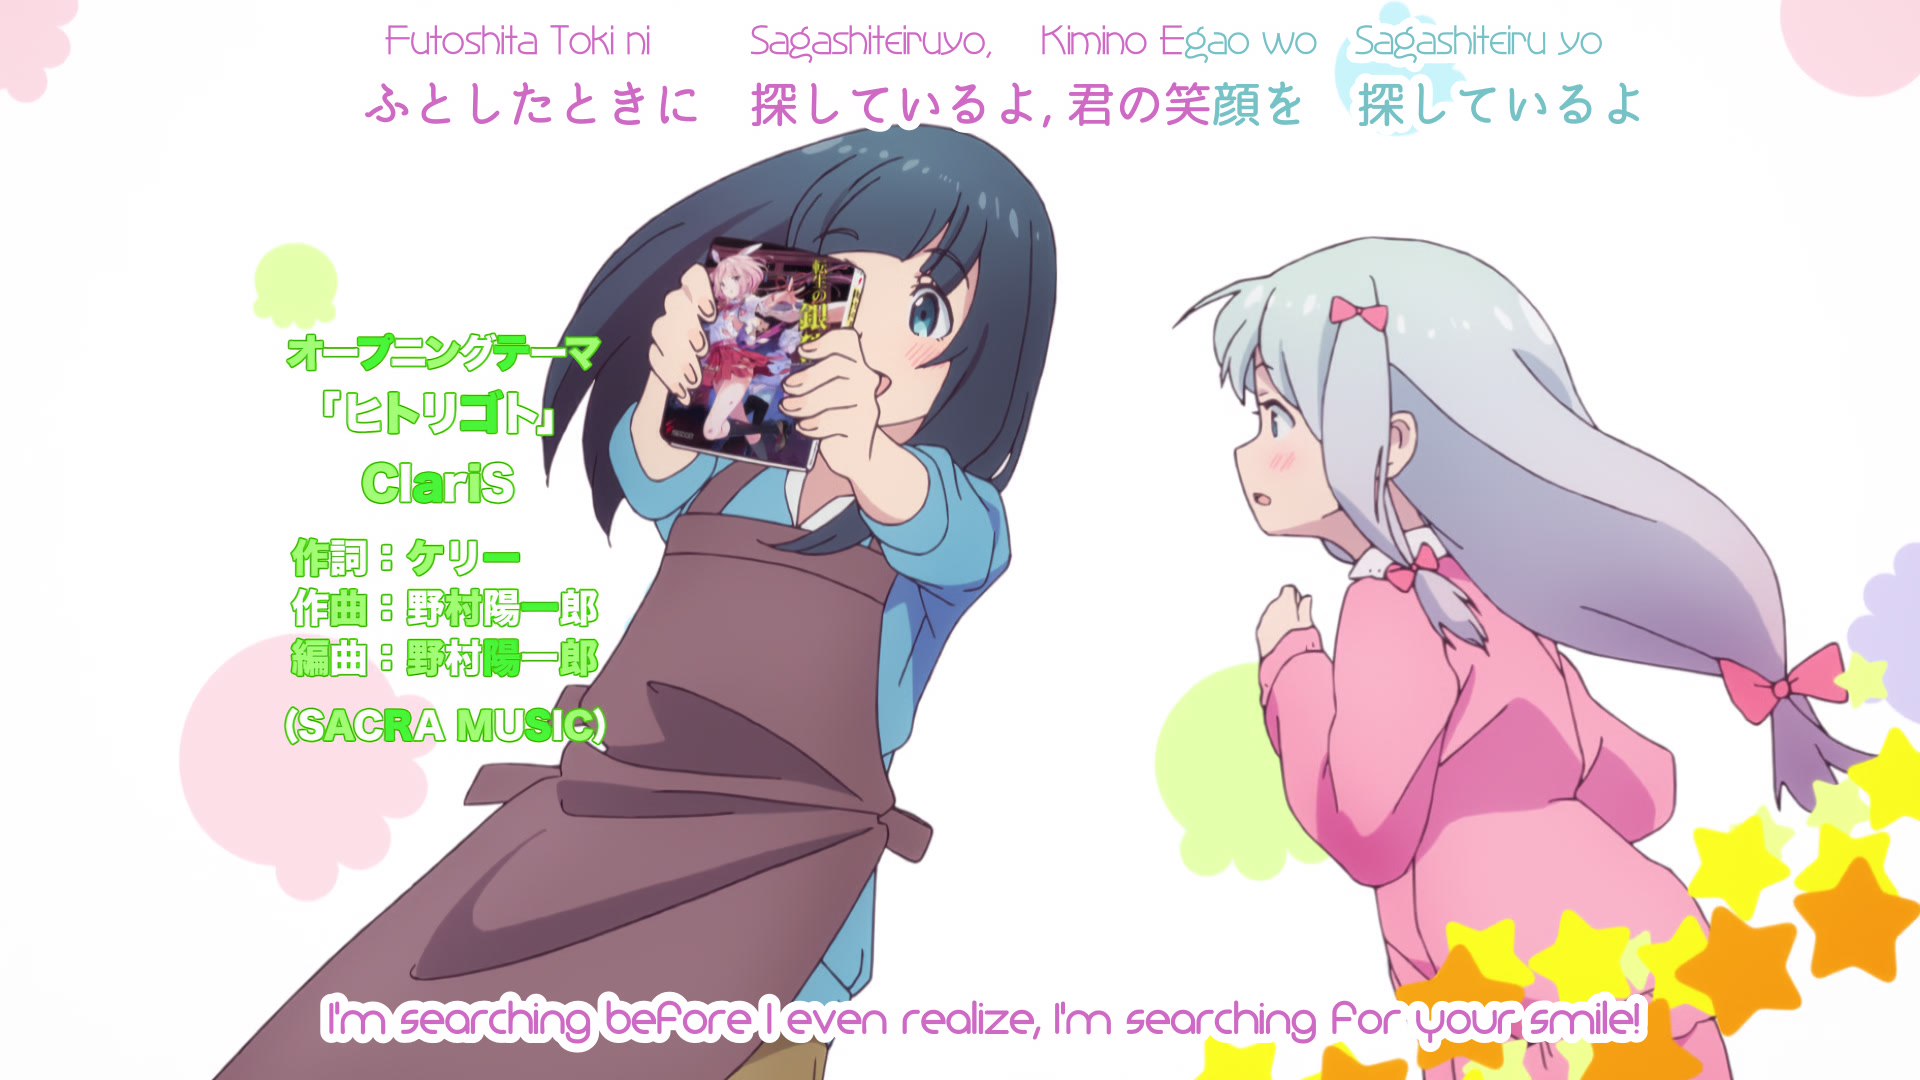 Futoshita Toki ni Sagashiteiruyo, Kimino Egao wo Sagashiteiru yo
ふとしたときに 探しているよ, 君の笑顔を 探しているよ
転生の銀
オープニングテーマ
「ヒトリゴト」
ClariS
作詞：ケリー
作曲：野村陽一郎
編曲：野村陽一郎
(SACRA MUSIC)
I'm searching before I even realize, I'm searching for your smile!